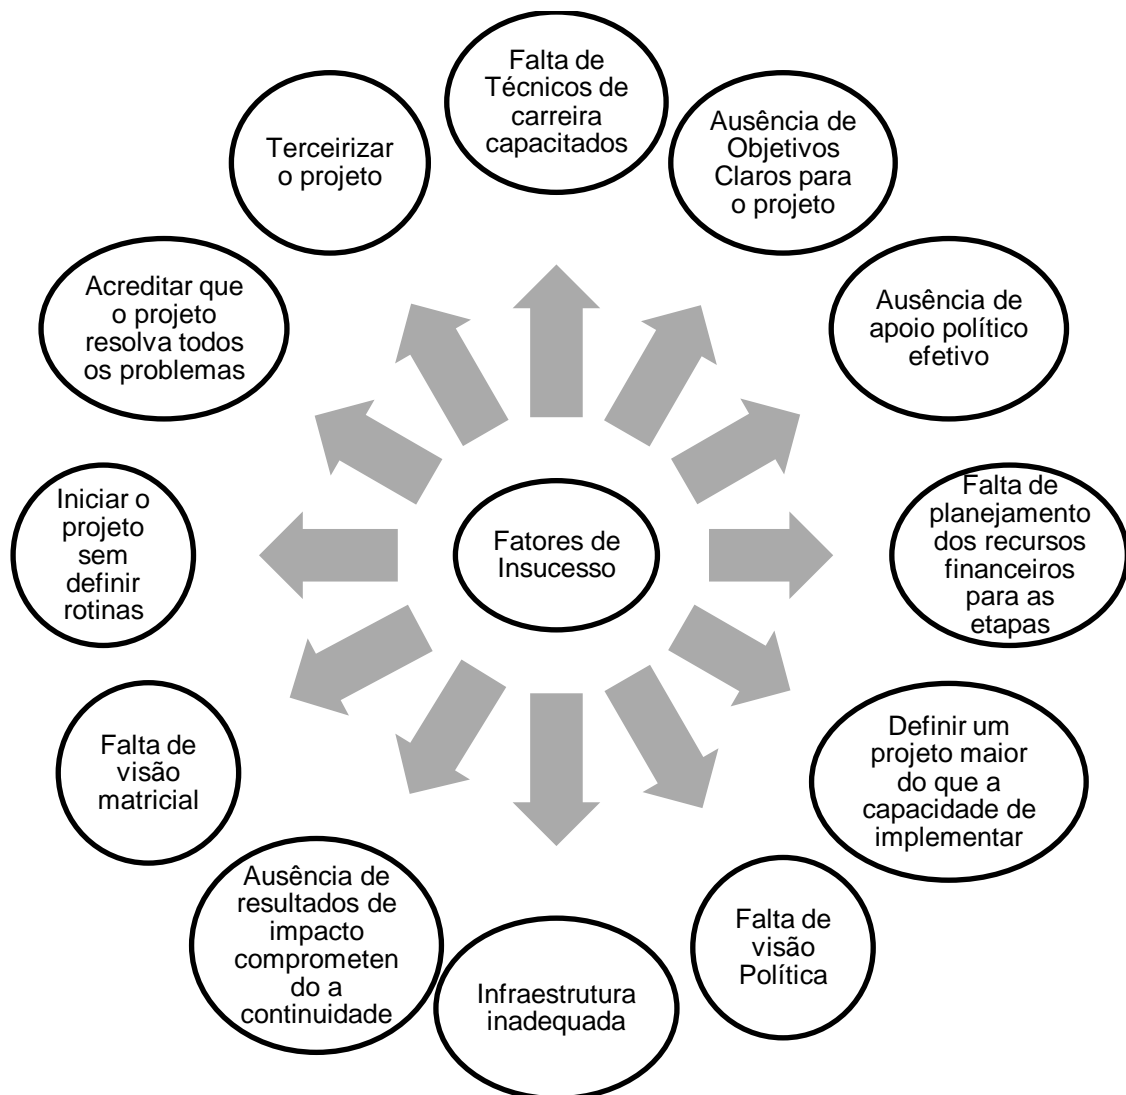 Falta de
Técnicos de
carreira
capacitados
Ausência de
Objetivos
Claros para
o projeto
Ausência de
apoio político
efetivo
Falta de
planejamento
dos recursos
financeiros
para as
etapas
Definir um
projeto maior
do que a
capacidade de
implementar
Falta de
visão
Política
Infraestrutura
inadequada
Ausência de
resultados de
impacto
comprometen
do a
continuidade
Falta de
visão
matricial
Iniciar o
projeto
sem
definir
rotinas
Acreditar que
o projeto
resolva todos
os problemas
Terceirizar
o projeto
Fatores de
Insucesso